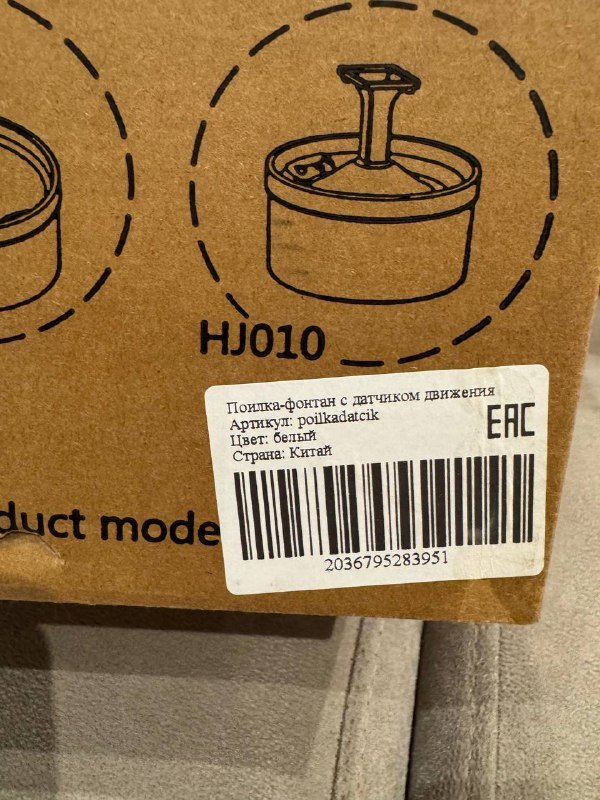 HJ010
Поилка-фонтан с датчиком движения
Артикул: poilkadatcik
Цвет: белый
Страна: Китай
EAC
duct mode
2036795283951